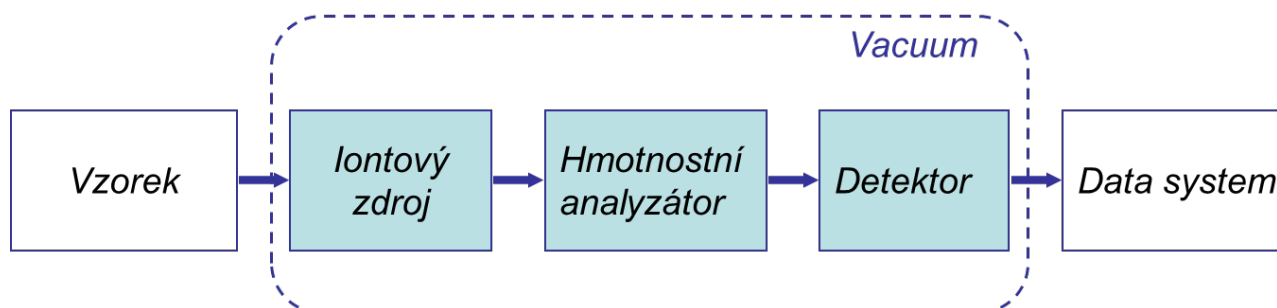 Vacuum
Vzorek
Iontový
zdroj
Hmotnostní
analyzátor
Detektor
Data system